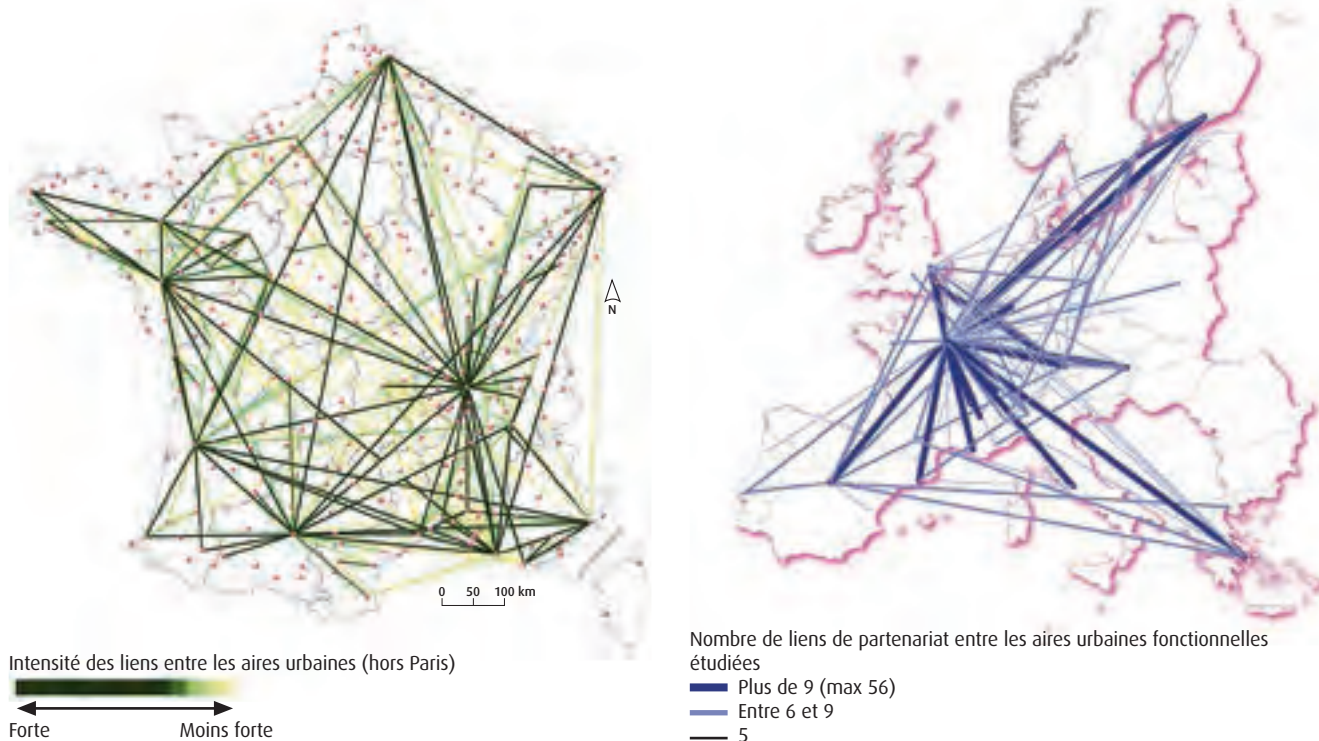 N
0 50 100 km
Intensité des liens entre les aires urbaines (hors Paris)
Forte Moins forte
Nombre de liens de partenariat entre les aires urbaines fonctionnelles
étudiées
Plus de 9 (max 56)
Entre 6 et 9
5